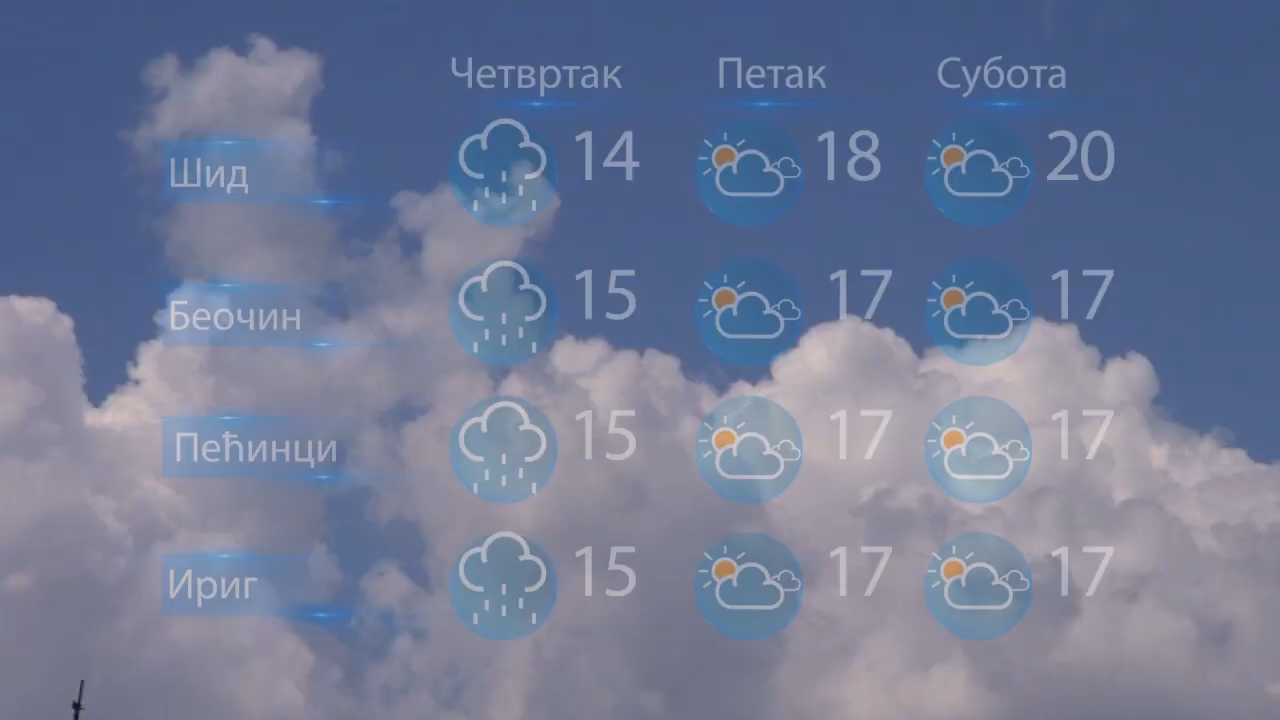 Четвртак Петак Субота
Шид 14 18 20
Беочин 15 17 17
Пећинци 15 17 17
Ириг 15 17 17